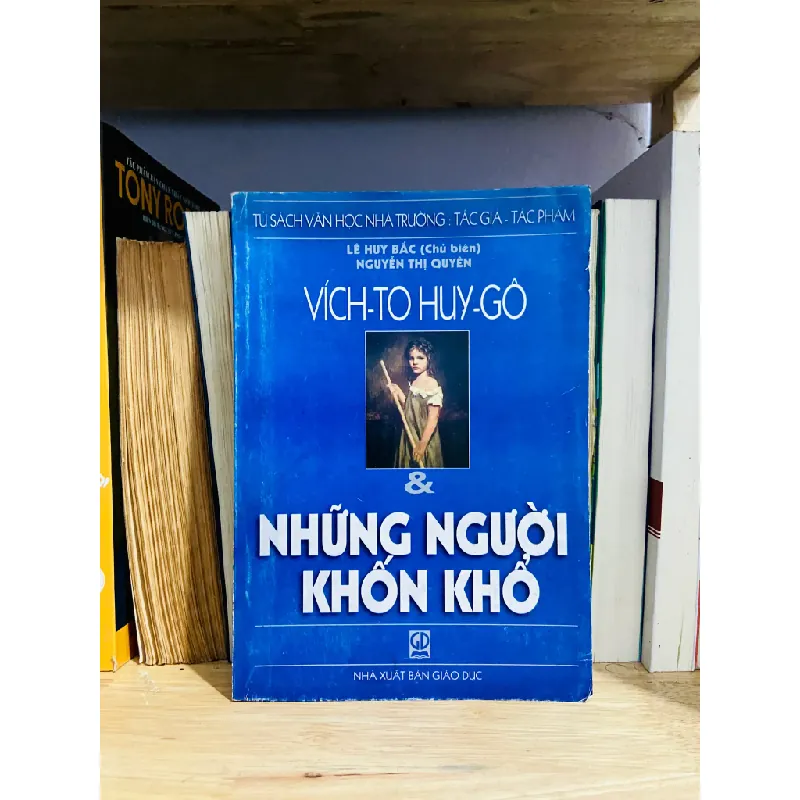 TỦ SÁCH VĂN HỌC NHÀ TRƯỜNG : TÁC GIẢ - TÁC PHẨM
LÊ HUY BẮC (Chủ biên)
NGUYỄN THỊ QUYÊN
VÍCH-TO HUY-GÔ
&
NHỮNG NGƯỜI
KHỐN KHỔ
GD
NHÀ XUẤT BẢN GIÁO DỤC
TONY